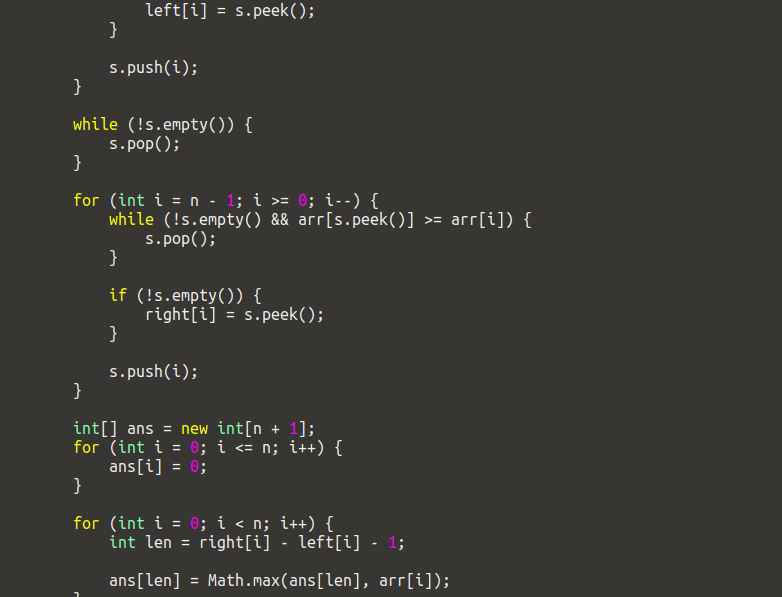 left[i] = s.peek();
        }

        s.push(i);
    }

    while (!s.empty()) {
        s.pop();
    }

    for (int i = n - 1; i >= 0; i--) {
        while (!s.empty() && arr[s.peek()] >= arr[i]) {
            s.pop();
        }

        if (!s.empty()) {
            right[i] = s.peek();
        }

        s.push(i);
    }

    int[] ans = new int[n + 1];
    for (int i = 0; i <= n; i++) {
        ans[i] = 0;
    }

    for (int i = 0; i < n; i++) {
        int len = right[i] - left[i] - 1;

        ans[len] = Math.max(ans[len], arr[i]);
    }